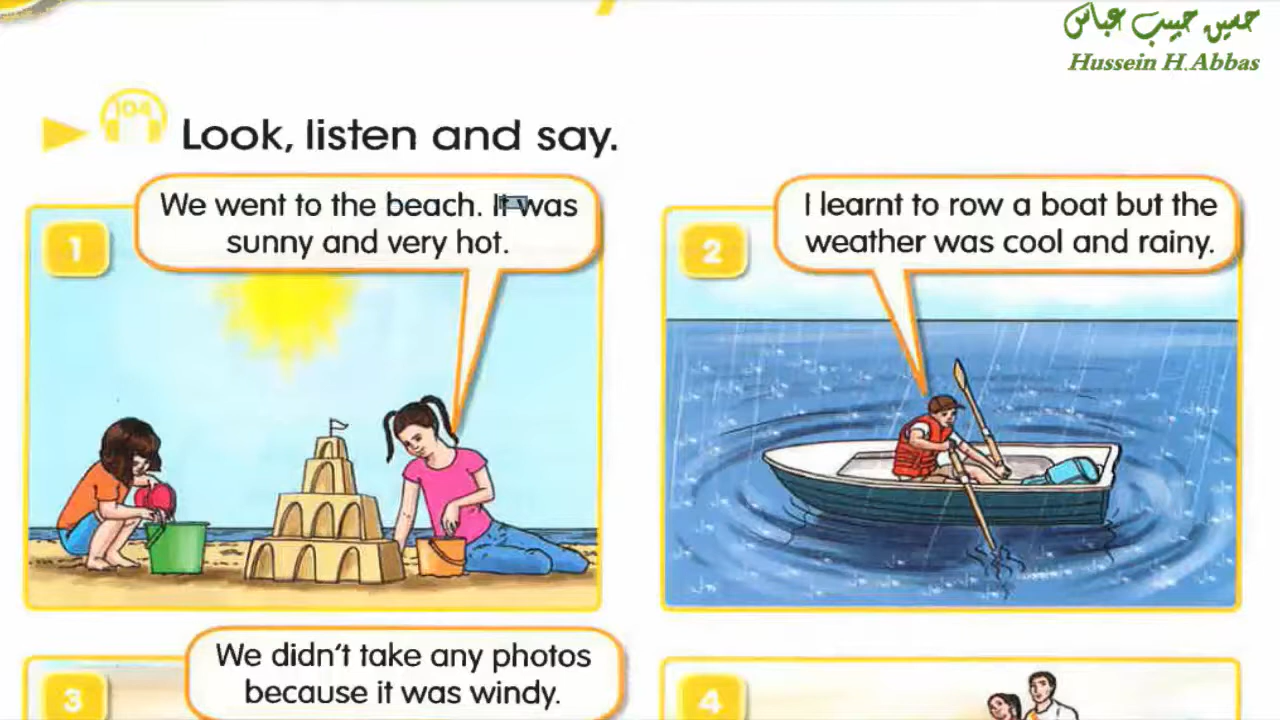 حسين حبيب عباس
Hussein H.Abbas
104
Look, listen and say.
1
We went to the beach. It was
sunny and very hot.
2
I learnt to row a boat but the
weather was cool and rainy.
3
We didn't take any photos
because it was windy.
4